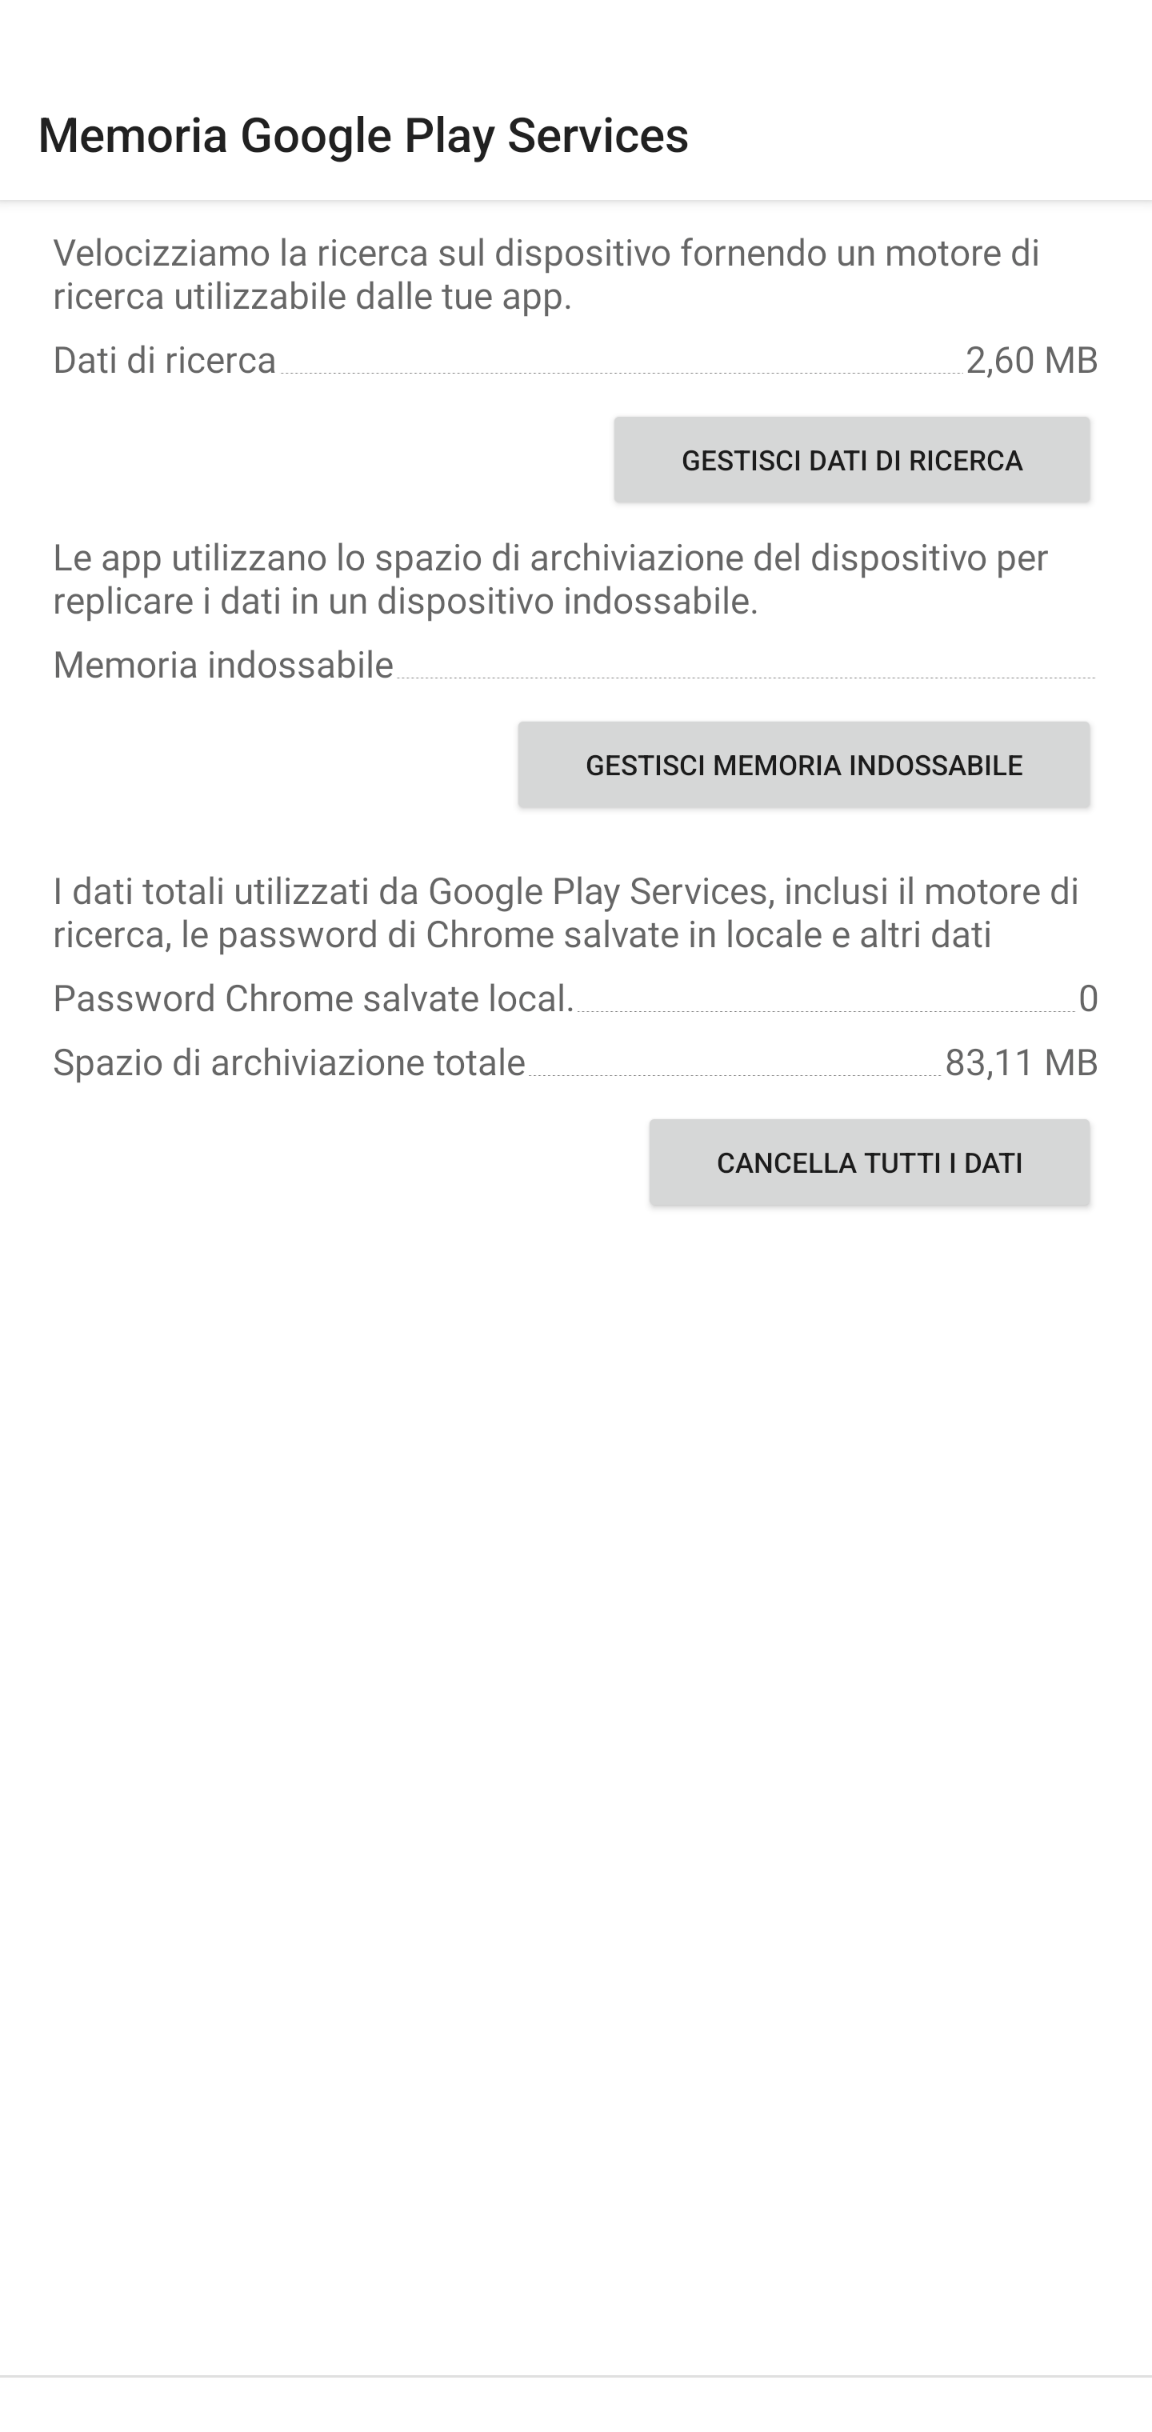 Memoria Google Play Services
Velocizziamo la ricerca sul dispositivo fornendo un motore di
ricerca utilizzabile dalle tue app.
Dati di ricerca 2,60 MB
GESTISCI DATI DI RICERCA
Le app utilizzano lo spazio di archiviazione del dispositivo per
replicare i dati in un dispositivo indossabile.
Memoria indossabile
GESTISCI MEMORIA INDOSSABILE
I dati totali utilizzati da Google Play Services, inclusi il motore di
ricerca, le password di Chrome salvate in locale e altri dati
Password Chrome salvate local. 0
Spazio di archiviazione totale 83,11 MB
CANCELLA TUTTI I DATI